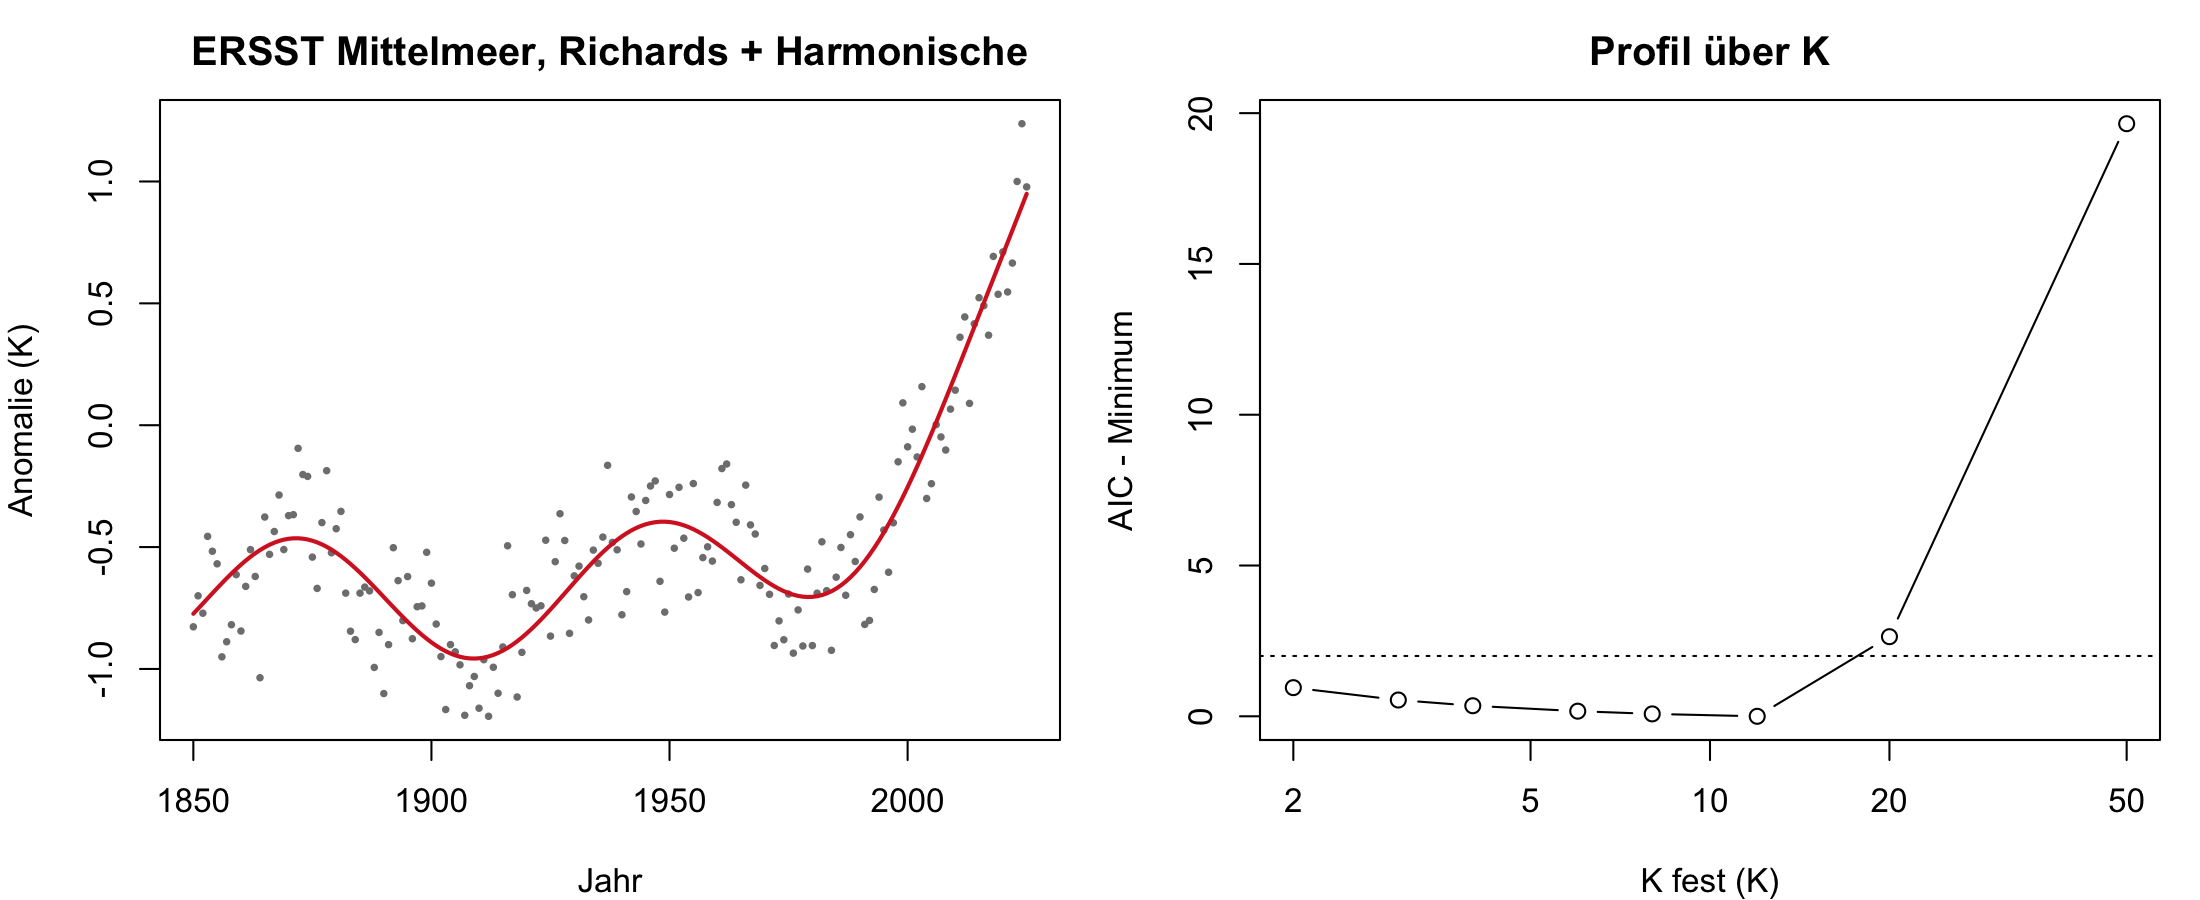 ERSST Mittelmeer, Richards + Harmonische
Anomalie (K)
1.0
0.5
0.0
-0.5
-1.0
1850 1900 1950 2000
Jahr
Profil über K
AIC - Minimum
20
15
10
5
0
2 5 10 20 50
K fest (K)